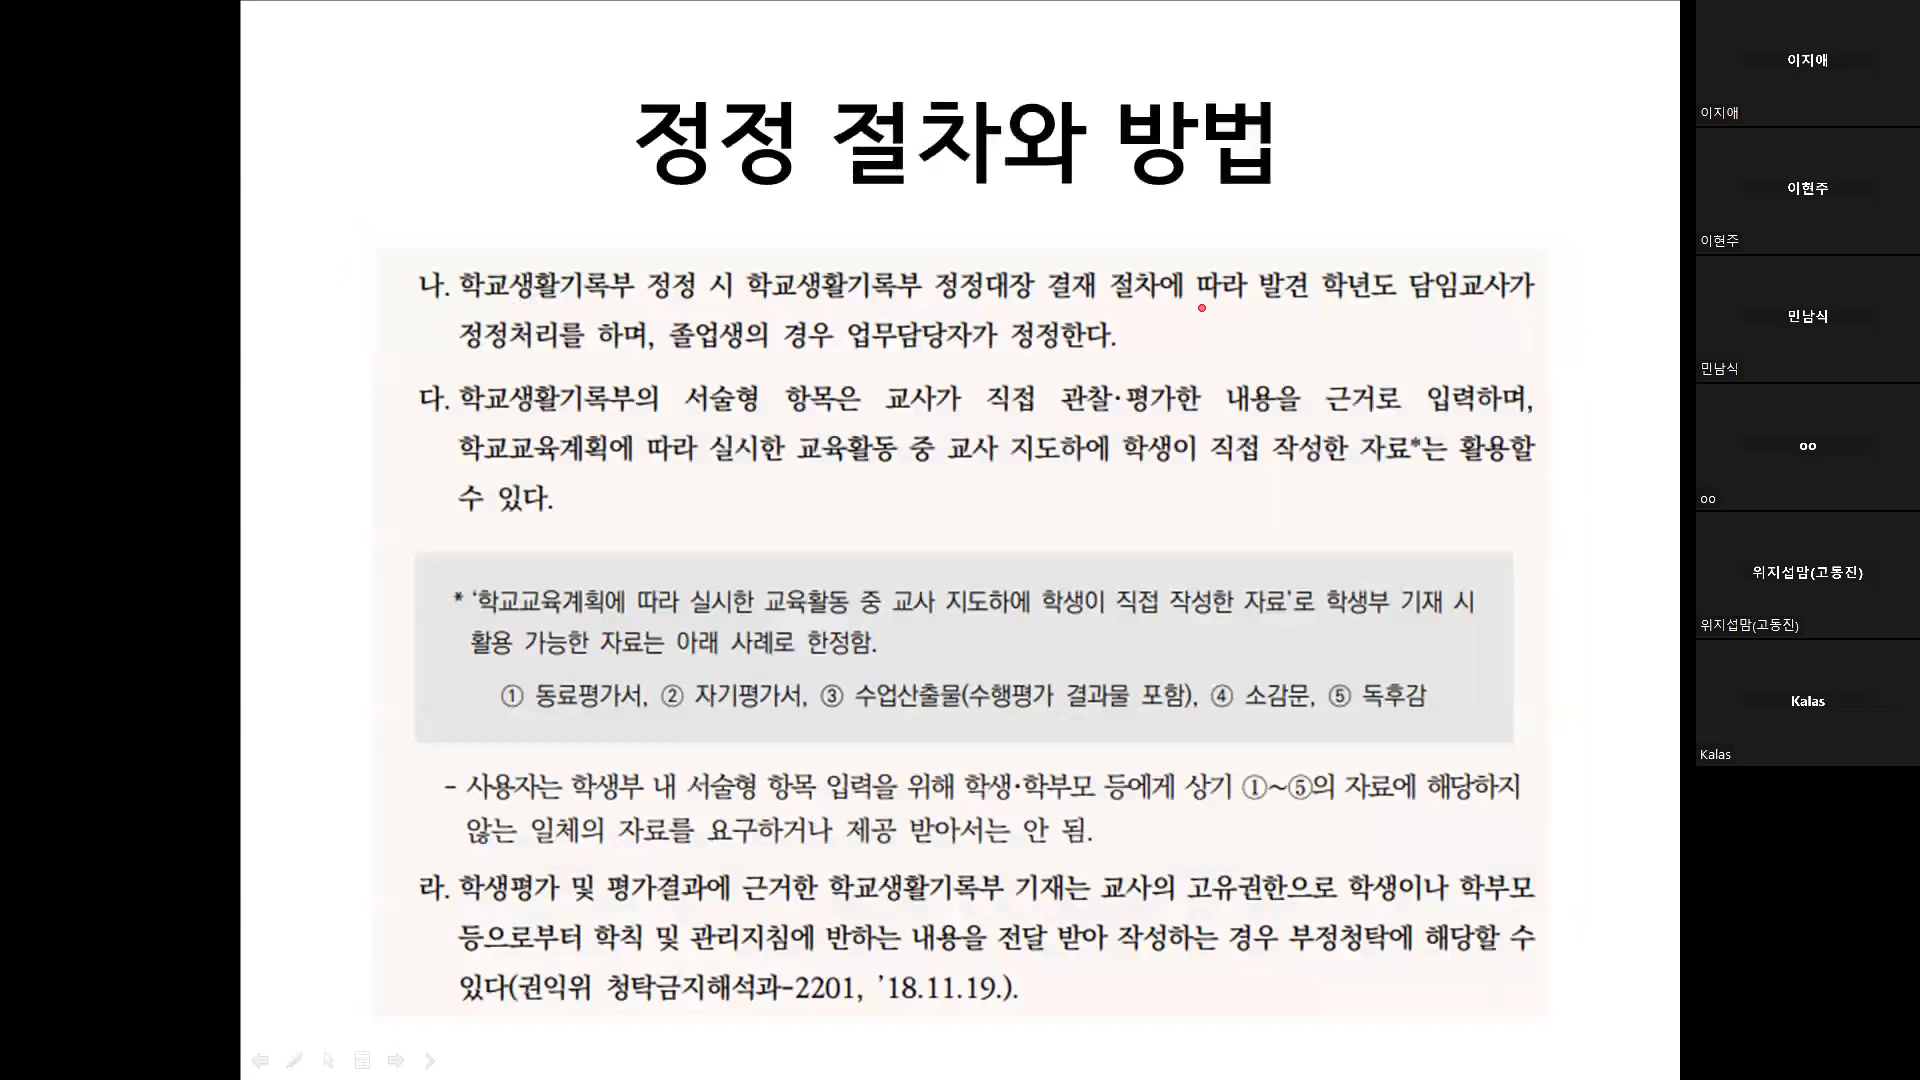 정정 절차와 방법
나. 학교생활기록부 정정 시 학교생활기록부 정정대장 결재 절차에 따라 발견 학년도 담임교사가
정정처리를 하며, 졸업생의 경우 업무담당자가 정정한다.
다. 학교생활기록부의 서술형 항목은 교사가 직접 관찰·평가한 내용을 근거로 입력하며,
학교교육계획에 따라 실시한 교육활동 중 교사 지도하에 학생이 직접 작성한 자료*는 활용할
수 있다.
* ‘학교교육계획에 따라 실시한 교육활동 중 교사 지도하에 학생이 직접 작성한 자료’로 학생부 기재 시
활용 가능한 자료는 아래 사례로 한정함.
① 동료평가서, ② 자기평가서, ③ 수업산출물(수행평가 결과물 포함), ④ 소감문, ⑤ 독후감
- 사용자는 학생부 내 서술형 항목 입력을 위해 학생·학부모 등에게 상기 ①~⑤의 자료에 해당하지
않는 일체의 자료를 요구하거나 제공 받아서는 안 됨.
라. 학생평가 및 평가결과에 근거한 학교생활기록부 기재는 교사의 고유권한으로 학생이나 학부모
등으로부터 학칙 및 관리지침에 반하는 내용을 전달 받아 작성하는 경우 부정청탁에 해당할 수
있다(권익위 청탁금지해석과-2201, ’18.11.19.).
이지애
이지애
이현주
이현주
민남식
민남식
oo
oo
위지섭맘(고동진)
위지섭맘(고동진)
Kalas
Kalas